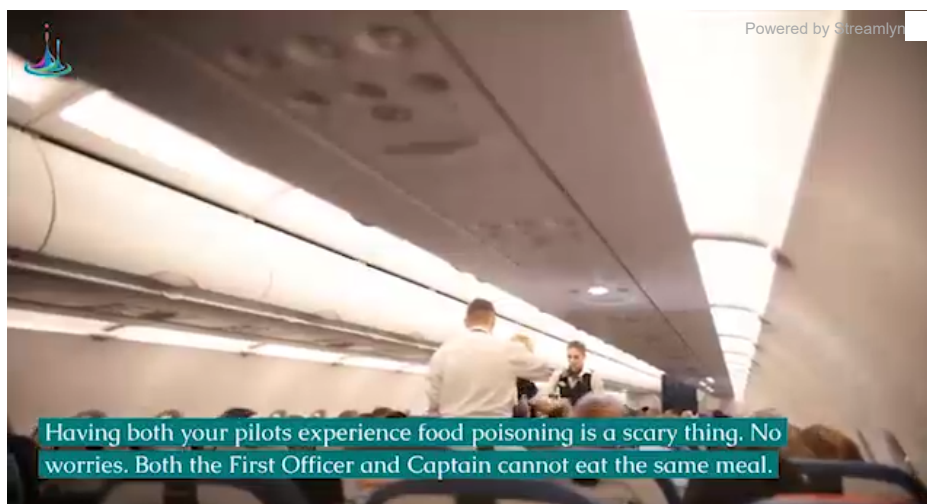 Powered by Streamlyn
Having both your pilots experience food poisoning is a scary thing. No
worries. Both the First Officer and Captain cannot eat the same meal.